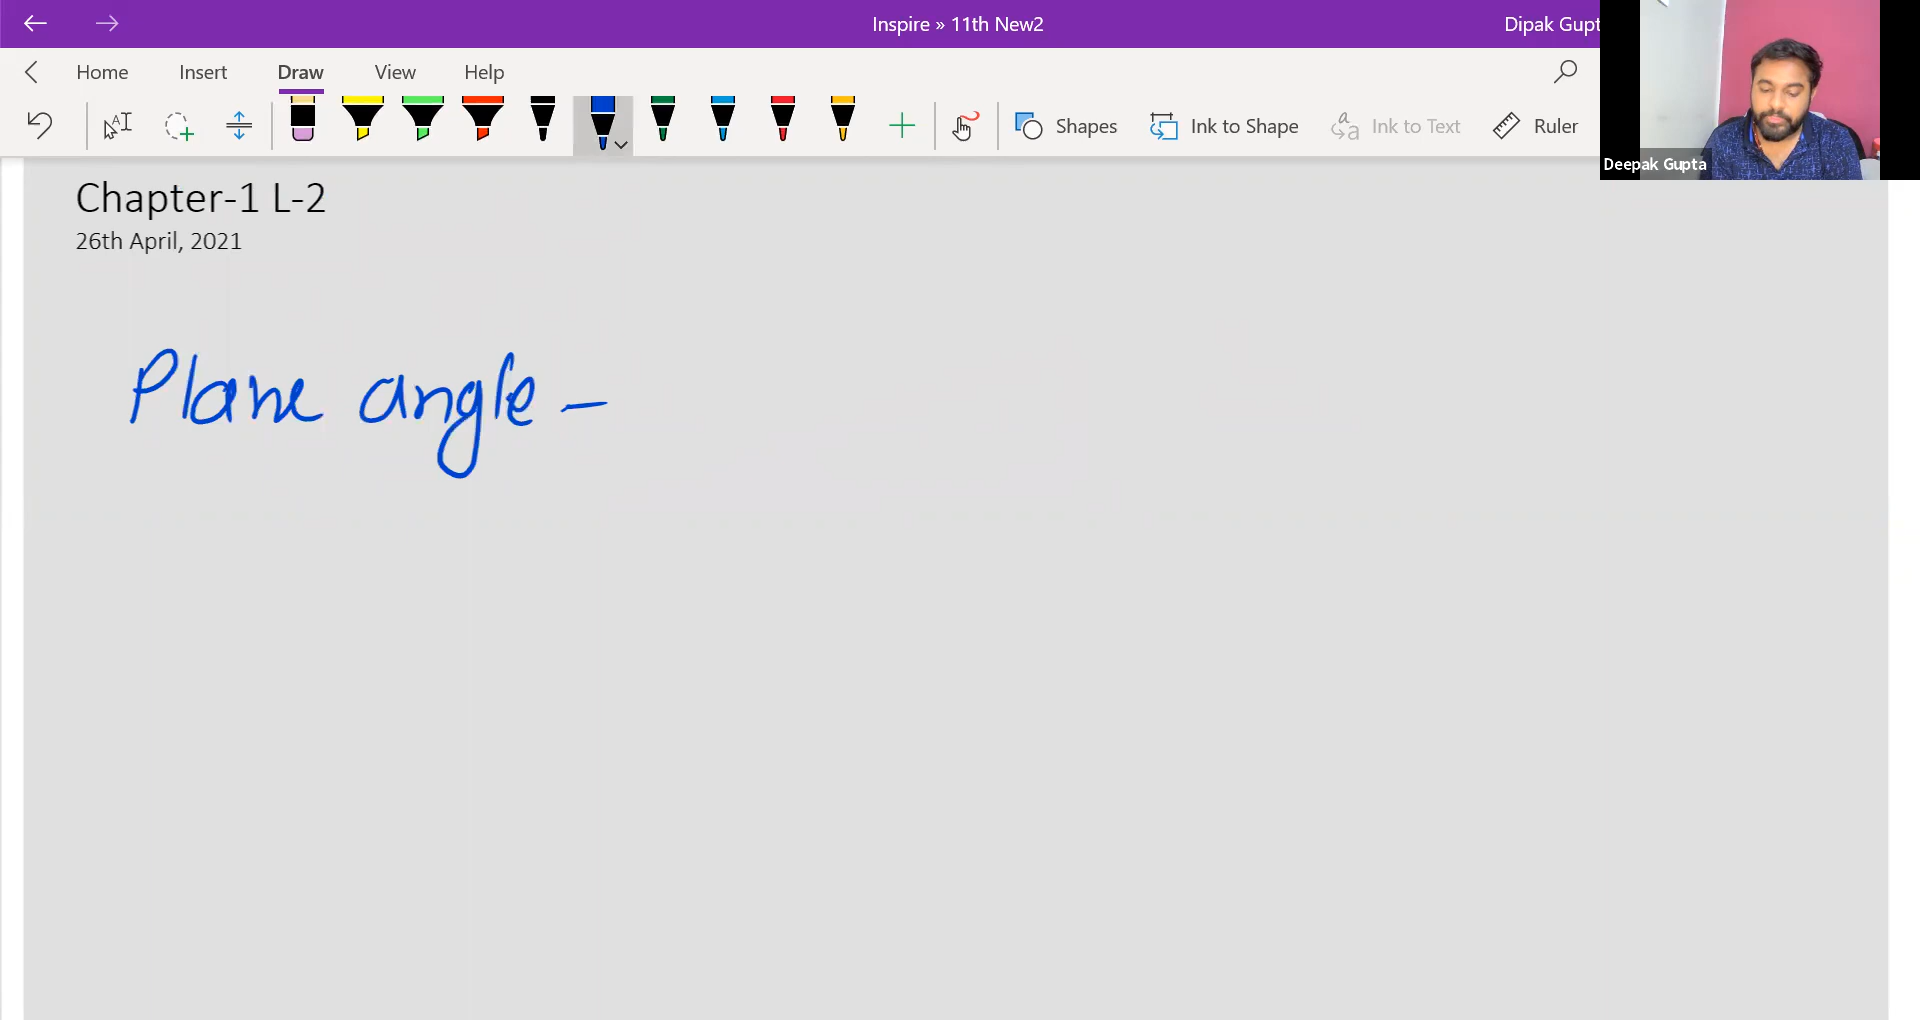 Inspire » 11th New2
Dipak Gupt
Home Insert Draw View Help
Shapes Ink to Shape Ink to Text Ruler
Deepak Gupta
Chapter-1 L-2
26th April, 2021
Plane angle –